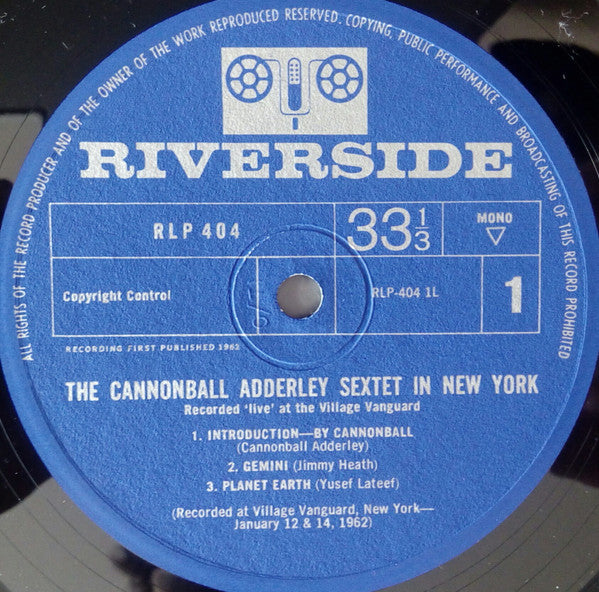 ALL RIGHTS OF THE RECORD PRODUCER AND OF THE OWNER OF THE WORK REPRODUCED RESERVED. COPYING, PUBLIC PERFORMANCE AND BROADCASTING OF THIS RECORD PROHIBITED
RIVERSIDE
RLP 404
33 1/3
MONO
Copyright Control
RLP-404 1L
1
RECORDING FIRST PUBLISHED 1962
THE CANNONBALL ADDERLEY SEXTET IN NEW YORK
Recorded 'live' at the Village Vanguard
1. INTRODUCTION—BY CANNONBALL
(Cannonball Adderley)
2. GEMINI (Jimmy Heath)
3. PLANET EARTH (Yusef Lateef)
(Recorded at Village Vanguard, New York—
January 12 & 14, 1962)